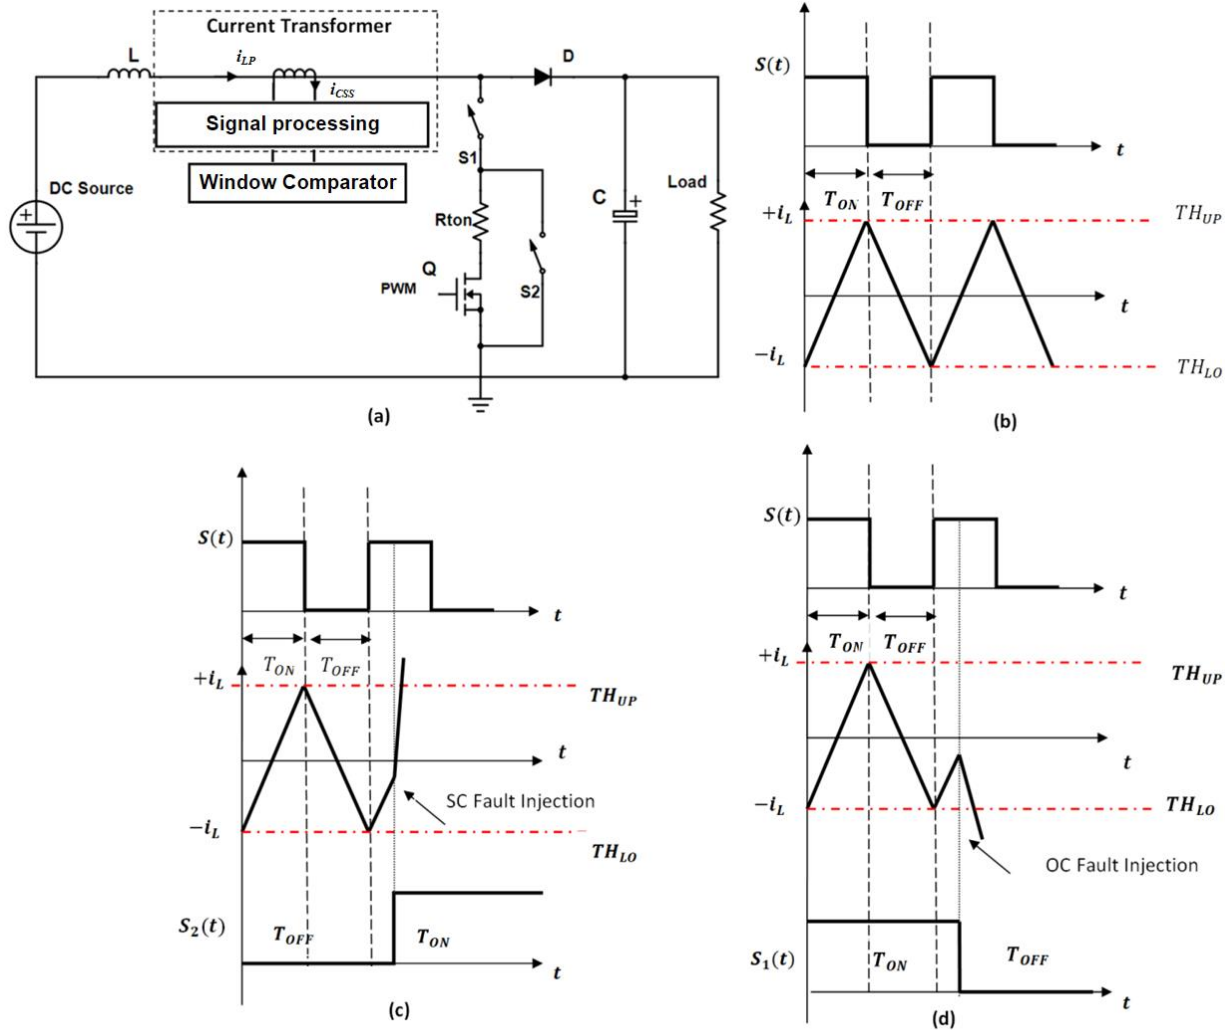 Current Transformer
L
i_LP
i_CSS
D
Signal processing
S1
Window Comparator
DC Source
+
Rton
C
+
Load
Q
PWM
S2
(a)
S(t)
t
T_ON T_OFF
+i_L
TH_UP
t
−i_L
TH_LO
(b)
S(t)
t
T_ON T_OFF
+i_L
TH_UP
t
SC Fault Injection
−i_L
TH_LO
S_2(t)
T_OFF
T_ON
t
(c)
S(t)
t
T_ON T_OFF
+i_L
TH_UP
t
−i_L
TH_LO
OC Fault Injection
S_1(t)
T_ON
T_OFF
t
(d)